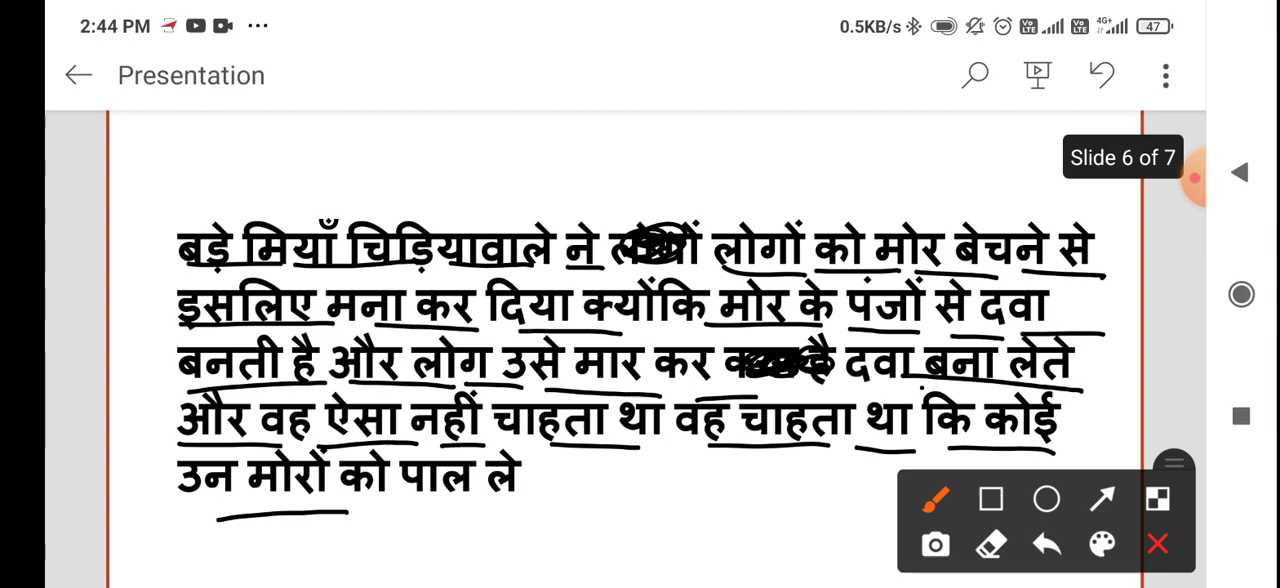 2:44 PM ... 0.5KB/s 4G+ 47
Presentation
Slide 6 of 7
बड़े मियाँ चिड़ियावाले ने लोगों को मोर बेचने से
इसलिए मना कर दिया क्योंकि मोर के पंजों से दवा
बनती है और लोग उसे मार कर दवा बना लेते
और वह ऐसा नहीं चाहता था वह चाहता था कि कोई
उन मोरों को पाल ले